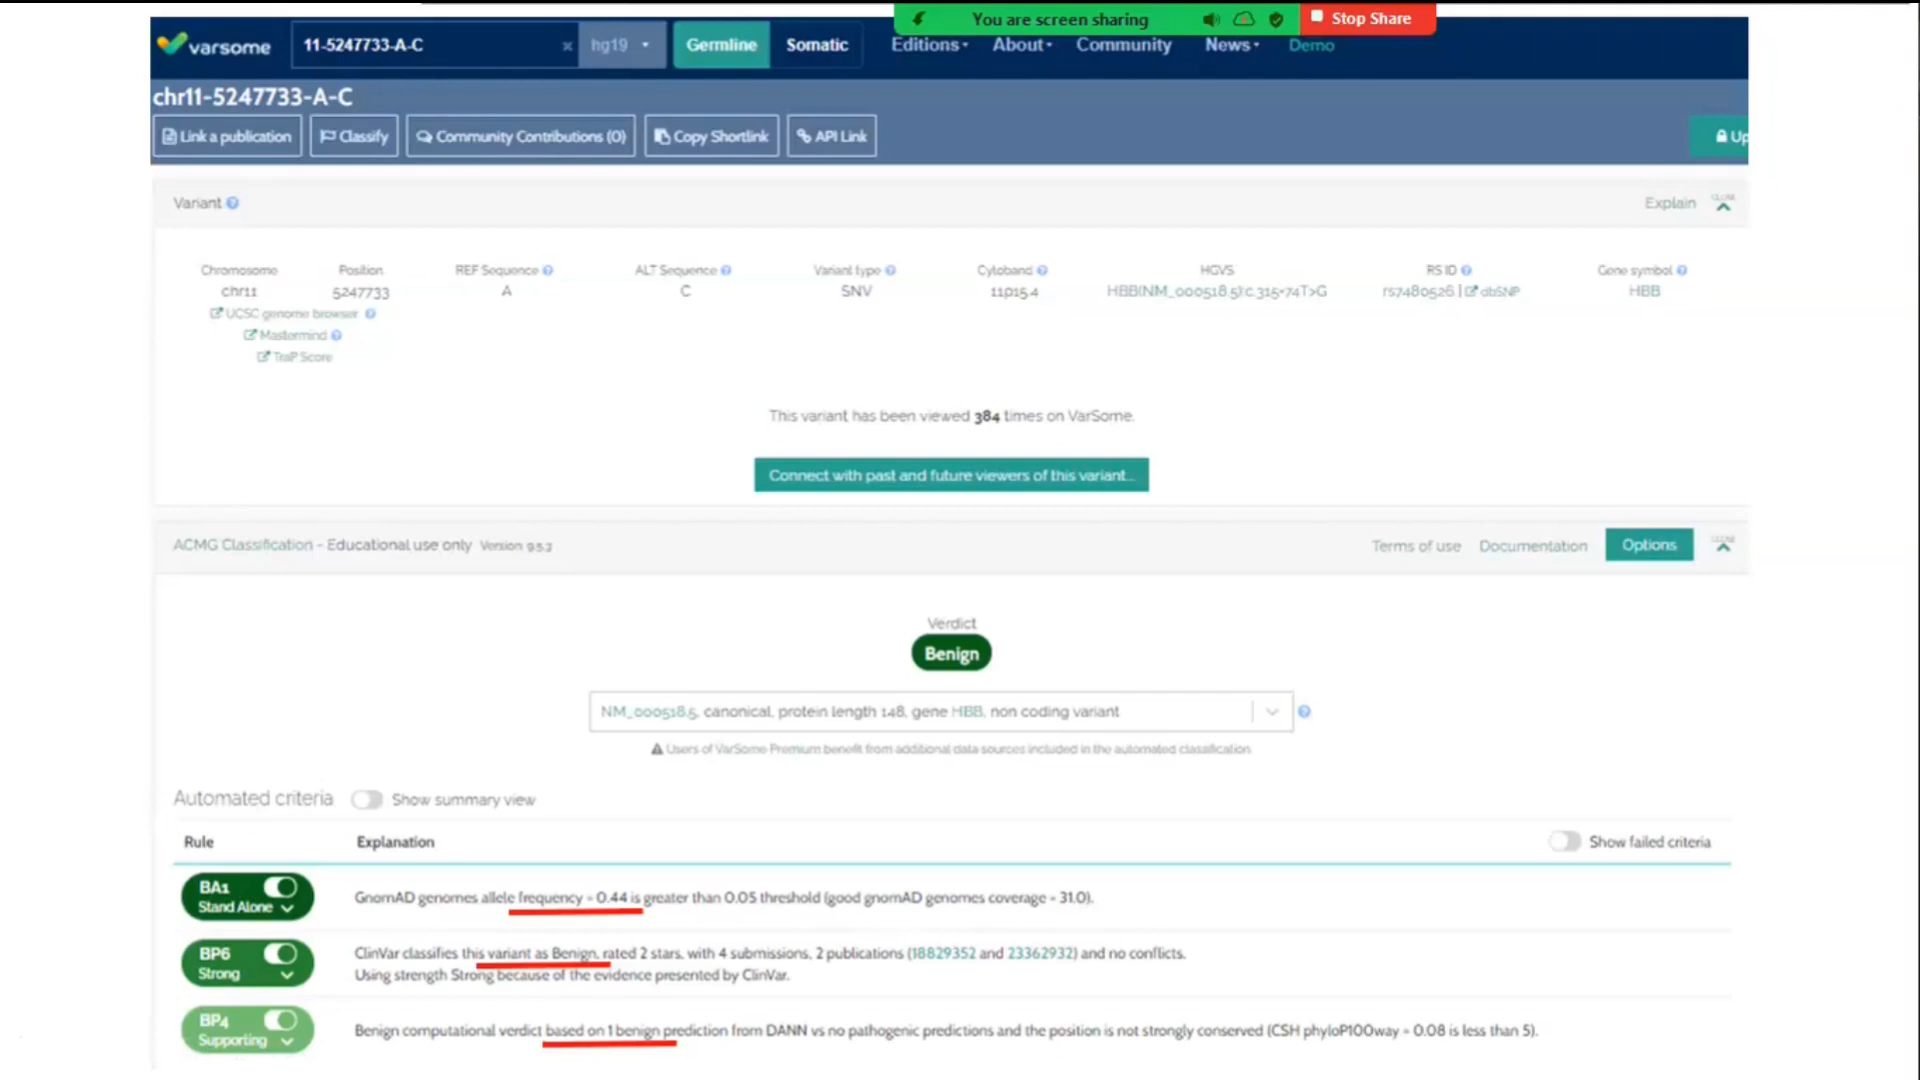 You are screen sharing
Stop Share
varsome
11-5247733-A-C
×
hg19
Germline
Somatic
Editions
About
Community
News
Demo
chr11-5247733-A-C
Link a publication
Classify
Community Contributions (0)
Copy Shortlink
API Link
Up
Variant
Explain
CLOSE
Chromosome
Position
REF Sequence
ALT Sequence
Variant type
Cytoband
HGVS
RS ID
Gene symbol
chr11
5247733
A
C
SNV
11p15.4
HBB(NM_000518.5):c.315+74T>G
rs7480526 | dbSNP
HBB
UCSC genome browser
Mastermind
TraP Score
This variant has been viewed 384 times on VarSome.
Connect with past and future viewers of this variant...
ACMG Classification - Educational use only Version 9.5.2
Terms of use
Documentation
Options
CLOSE
Verdict
Benign
NM_000518.5, canonical, protein length 148, gene HBB, non coding variant
Users of VarSome Premium benefit from additional data sources included in the automated classification
Automated criteria
Show summary view
Rule
Explanation
Show failed criteria
BA1
Stand Alone
GnomAD genomes allele frequency = 0.44 is greater than 0.05 threshold (good gnomAD genomes coverage = 31.0).
BP6
Strong
ClinVar classifies this variant as Benign, rated 2 stars, with 4 submissions, 2 publications (18829352 and 23362932) and no conflicts.
Using strength Strong because of the evidence presented by ClinVar.
BP4
Supporting
Benign computational verdict based on 1 benign prediction from DANN vs no pathogenic predictions and the position is not strongly conserved (CSH phyloP100way = 0.08 is less than 5).